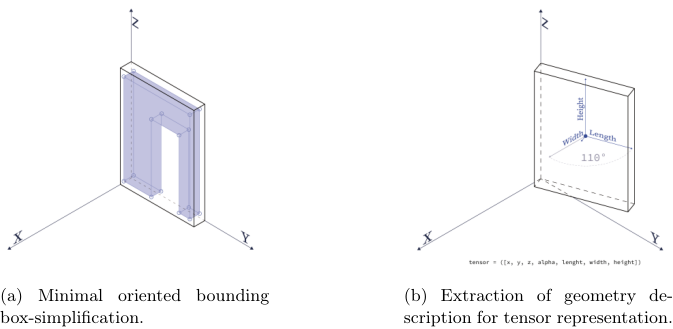 Z
X
Y
(a) Minimal oriented bounding
box-simplification.
Z
Height
Width
Length
110°
X
Y
tensor = ([x, y, z, alpha, lenght, width, height])
(b) Extraction of geometry de-
scription for tensor representation.